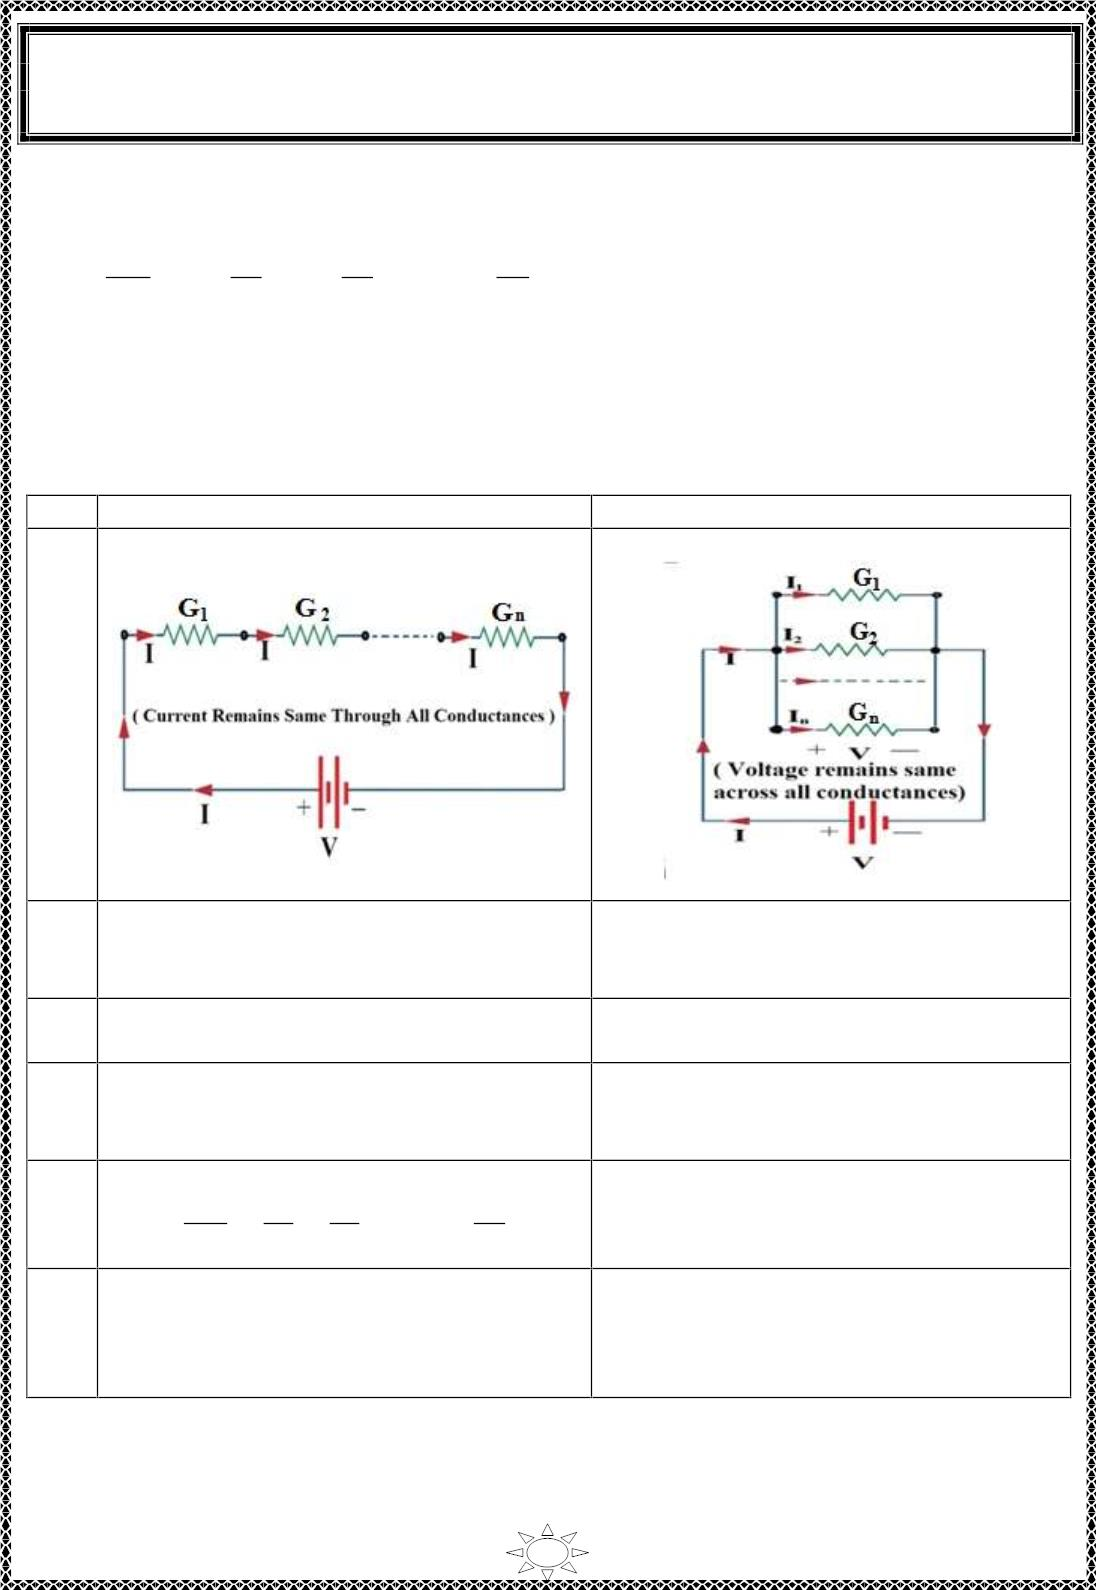 G1 G2 Gn
I I I
( Current Remains Same Through All Conductances )
+ −
I
V
I1 G1
I2 G2
I
In Gn
+ V —
( Voltage remains same
across all conductances)
+ —
I
V